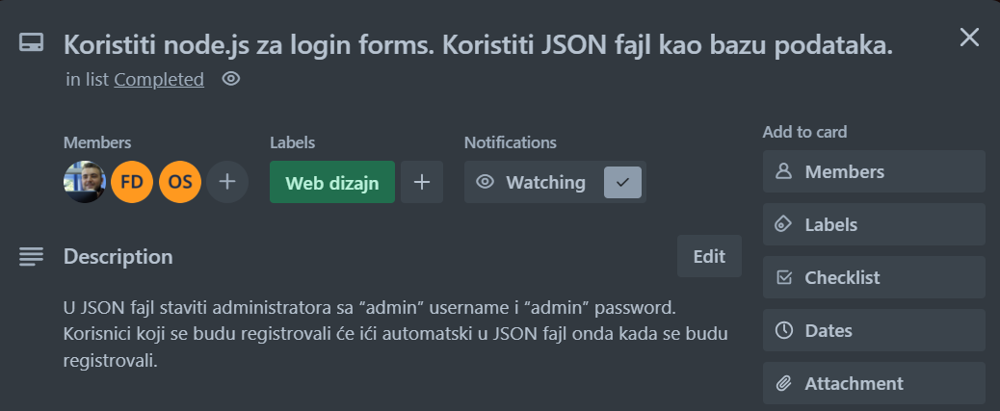 Koristiti node.js za login forms. Koristiti JSON fajl kao bazu podataka.
in list Completed
Members
FD
OS
Labels
Web dizajn
Notifications
Watching
Description
Edit
U JSON fajl staviti administratora sa “admin” username i “admin” password.
Korisnici koji se budu registrovali će ići automatski u JSON fajl onda kada se budu
registrovali.
Add to card
Members
Labels
Checklist
Dates
Attachment